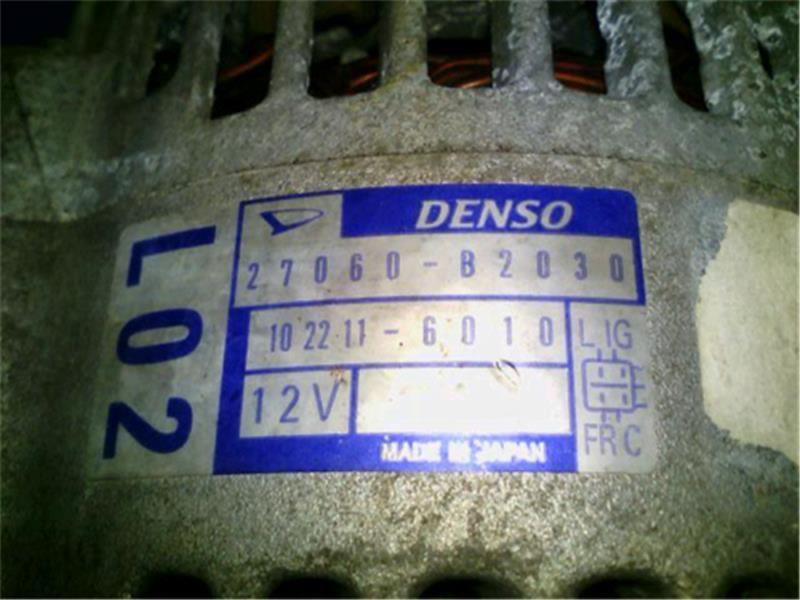 DENSO
27060-B2030
102211-6010
12V
MADE IN JAPAN
L IG
FR C
L02